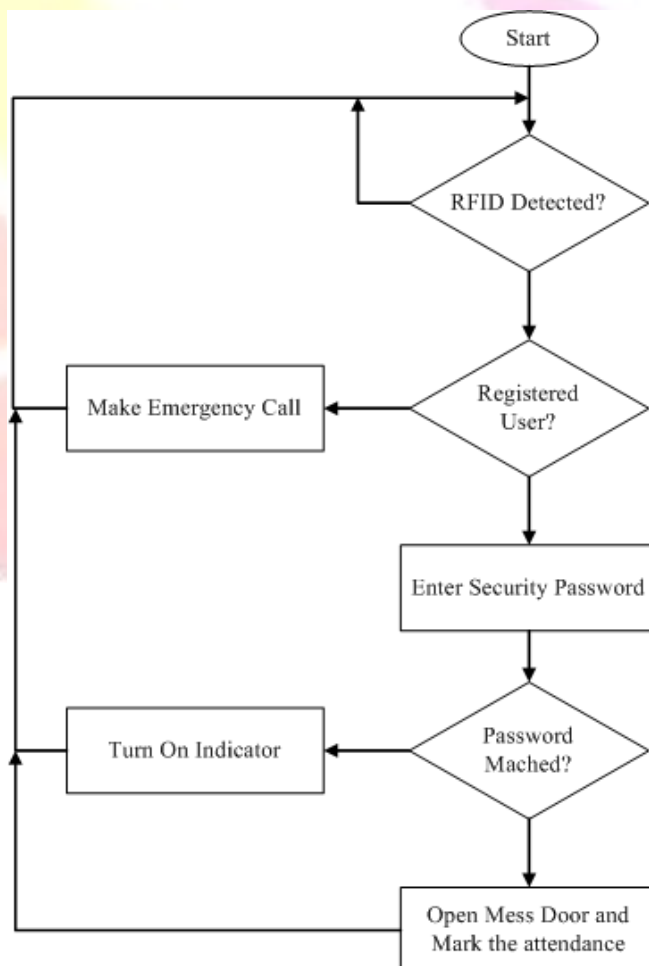 Start
RFID Detected?
Registered
User?
Make Emergency Call
Enter Security Password
Password
Mached?
Turn On Indicator
Open Mess Door and
Mark the attendance